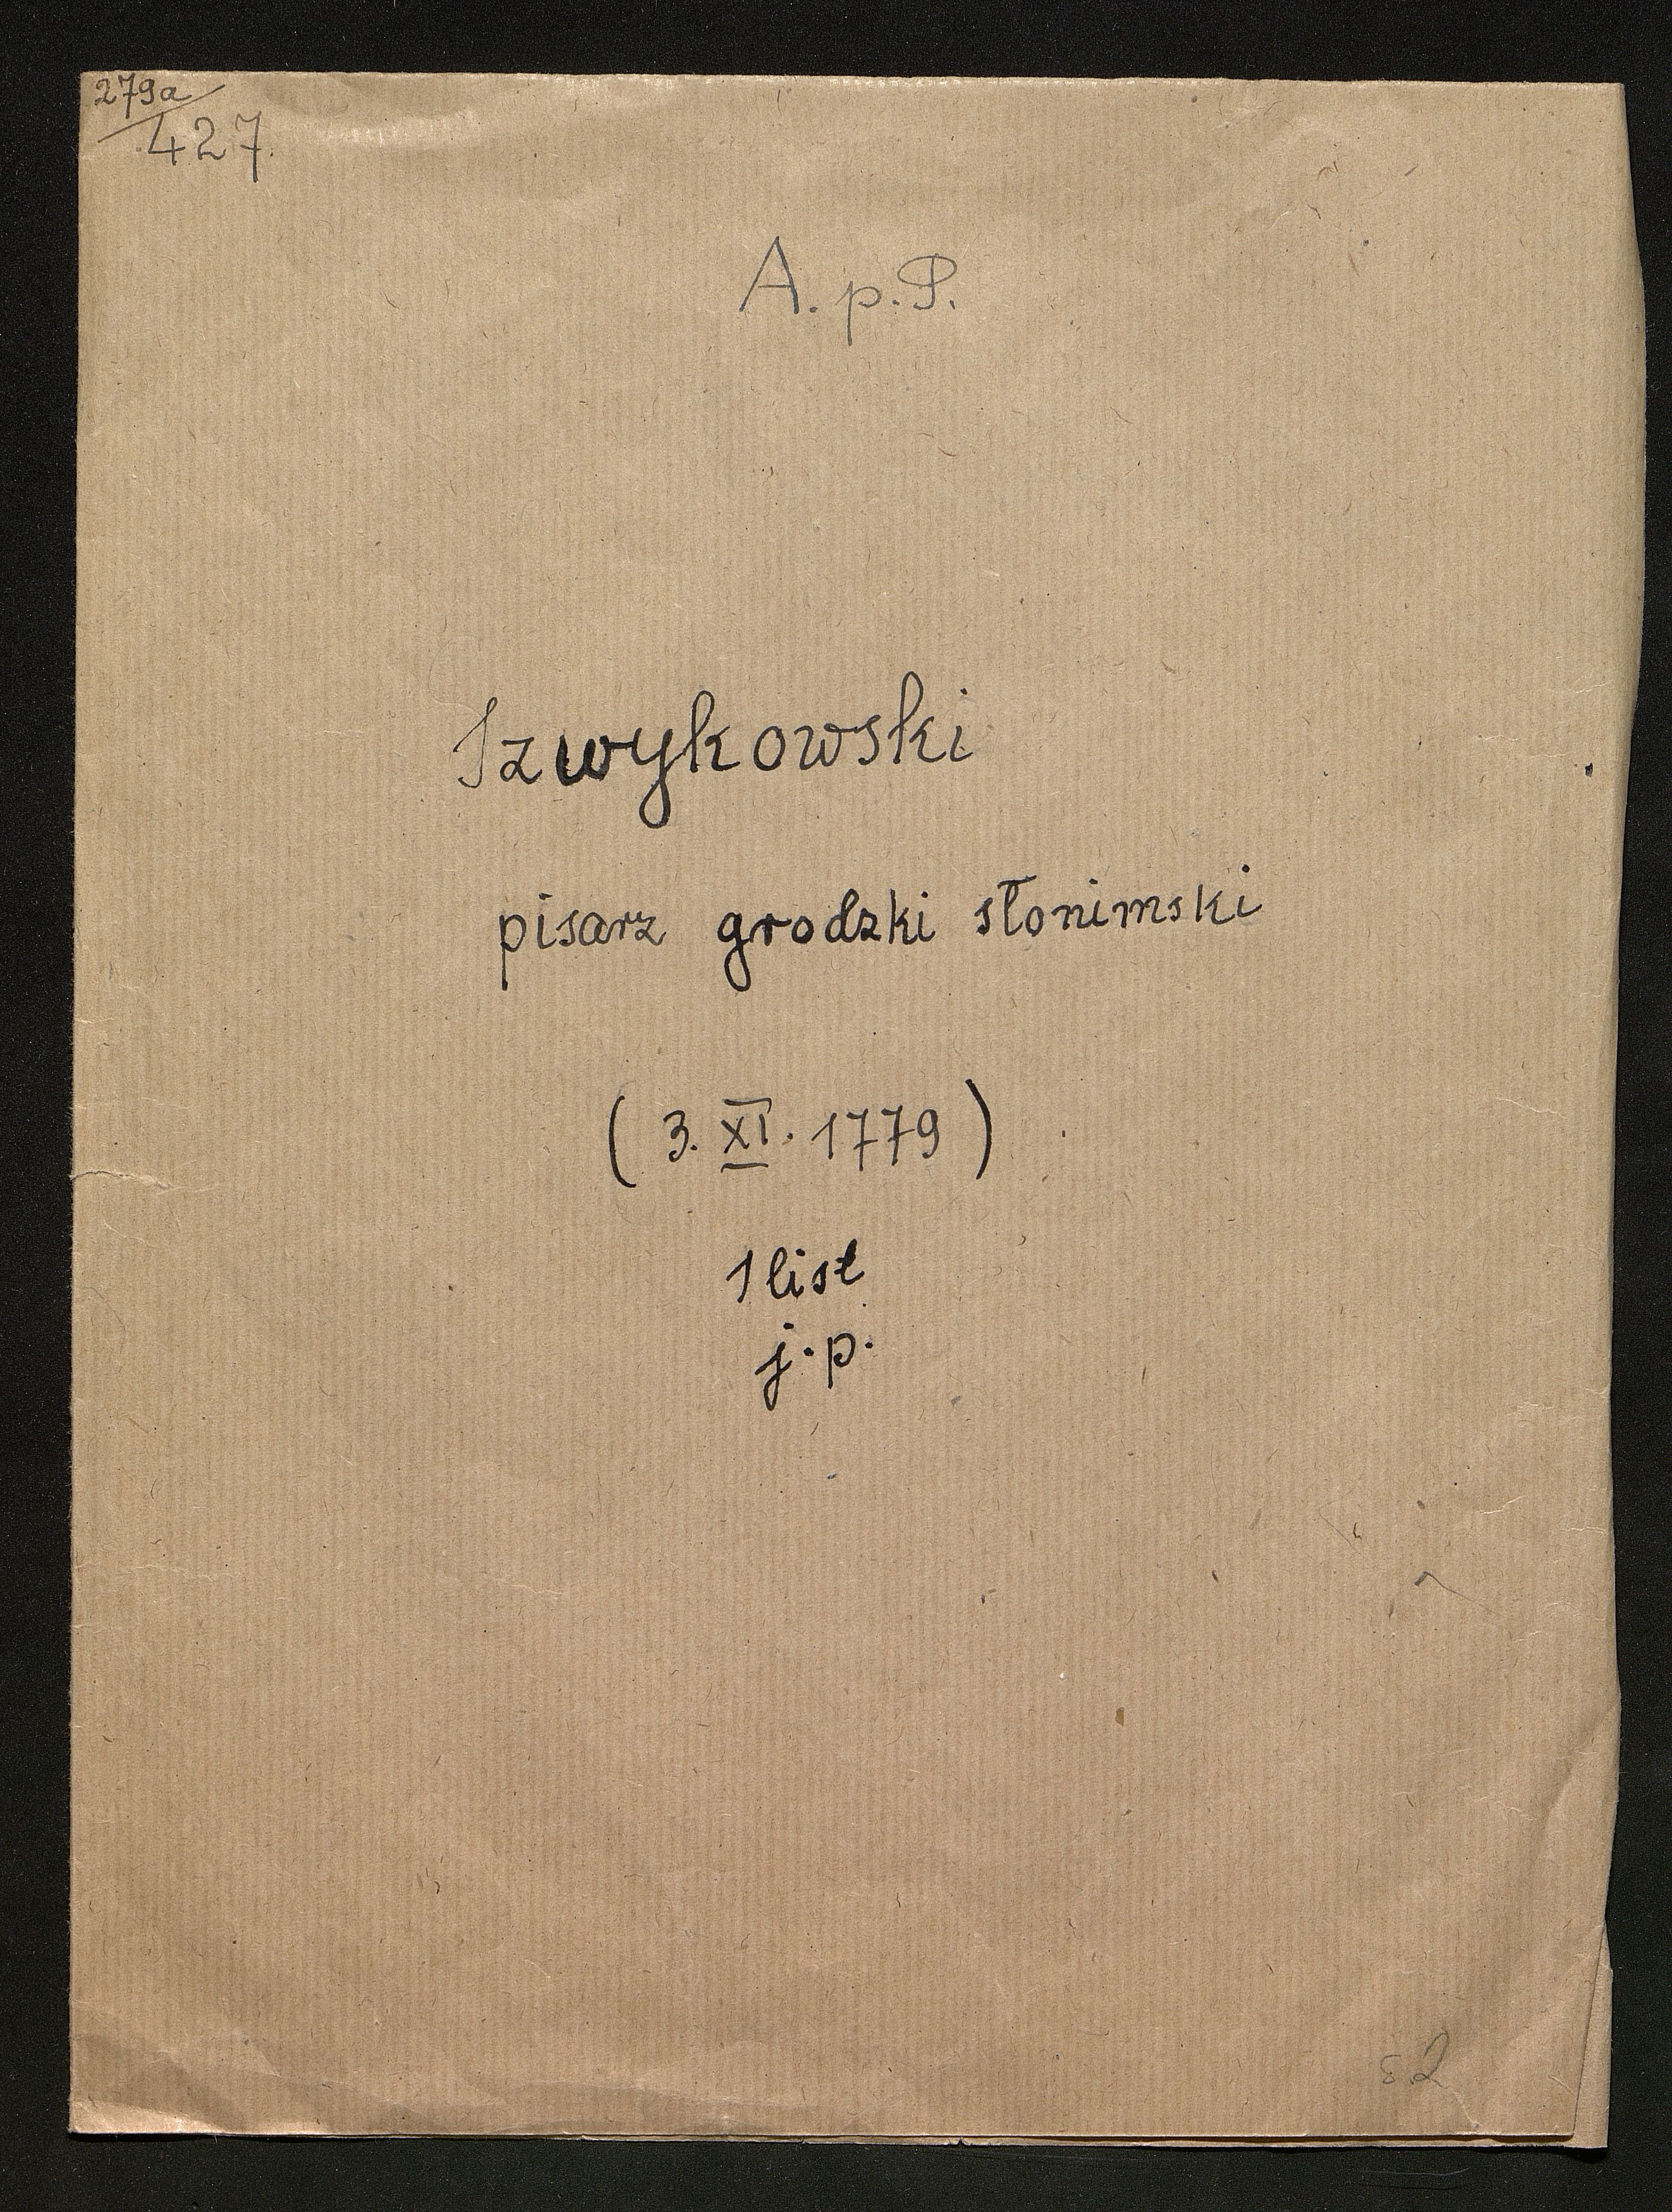 279a
427
A. p. P.
Szwykowski
pisarz grodzki słonimski
( 3. XI. 1779 )
1 list
j. p.